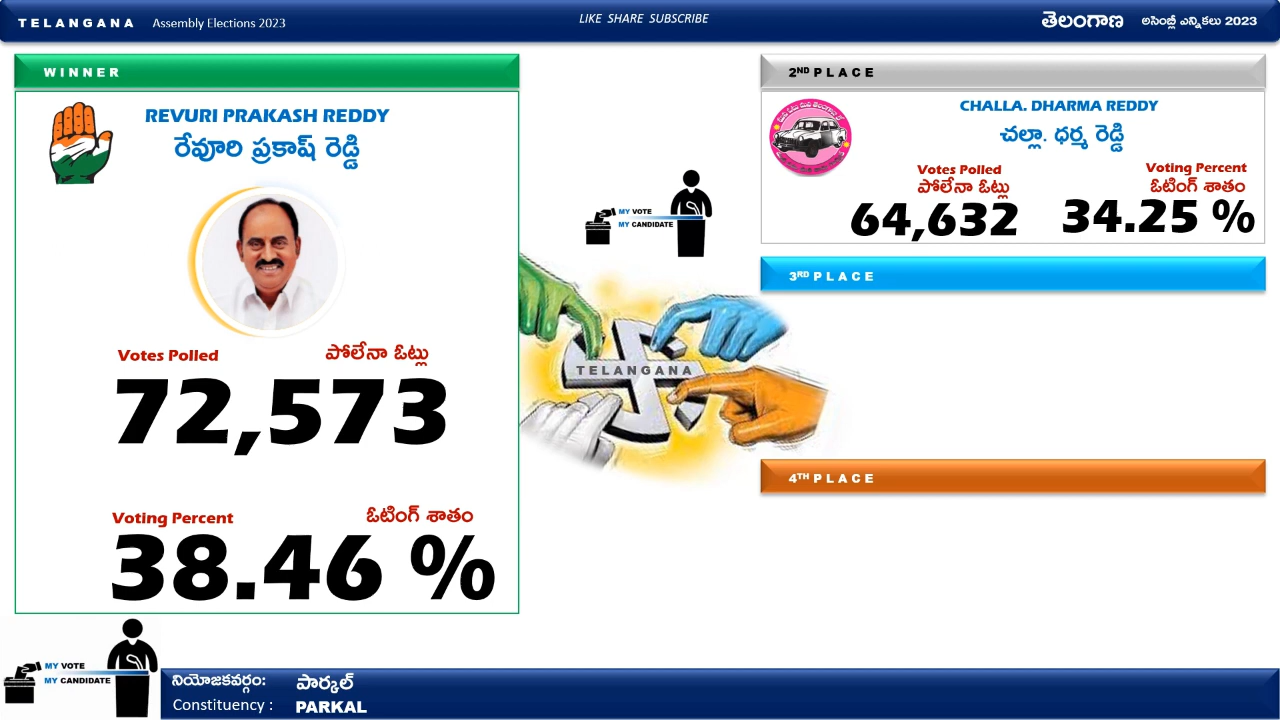 TELANGANA Assembly Elections 2023
LIKE SHARE SUBSCRIBE
తెలంగాణ అసెంబ్లీ ఎన్నికలు 2023
WINNER
REVURI PRAKASH REDDY
రేవూరి ప్రకాష్ రెడ్డి
Votes Polled పోలేనా ఓట్లు
72,573
Voting Percent ఓటింగ్ శాతం
38.46 %
MY VOTE
MY CANDIDATE
TELANGANA
2ND PLACE
CHALLA. DHARMA REDDY
చల్లా. ధర్మ రెడ్డి
Votes Polled Voting Percent
పోలేనా ఓట్లు ఓటింగ్ శాతం
64,632 34.25 %
3RD PLACE
4TH PLACE
MY VOTE
MY CANDIDATE
నియోజకవర్గం: పార్కల్
Constituency : PARKAL